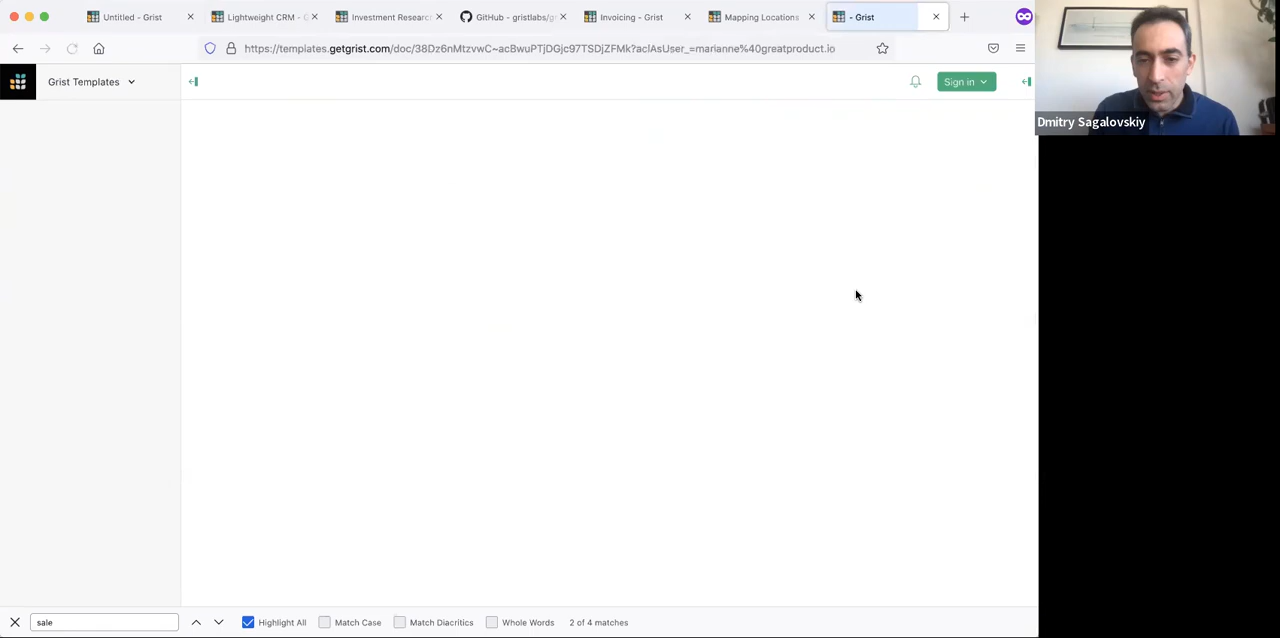 Untitled - Grist
Lightweight CRM - G
Investment Researc
GitHub - gristlabs/g
Invoicing - Grist
Mapping Locations
- Grist
https://templates.getgrist.com/doc/38Dz6nMtzvwC~acBwuPTjDGjc97TSDjZFMk?aclAsUser_=marianne%40greatproduct.io
Grist Templates
Sign in
Dmitry Sagalovskiy
sale
Highlight All
Match Case
Match Diacritics
Whole Words
2 of 4 matches